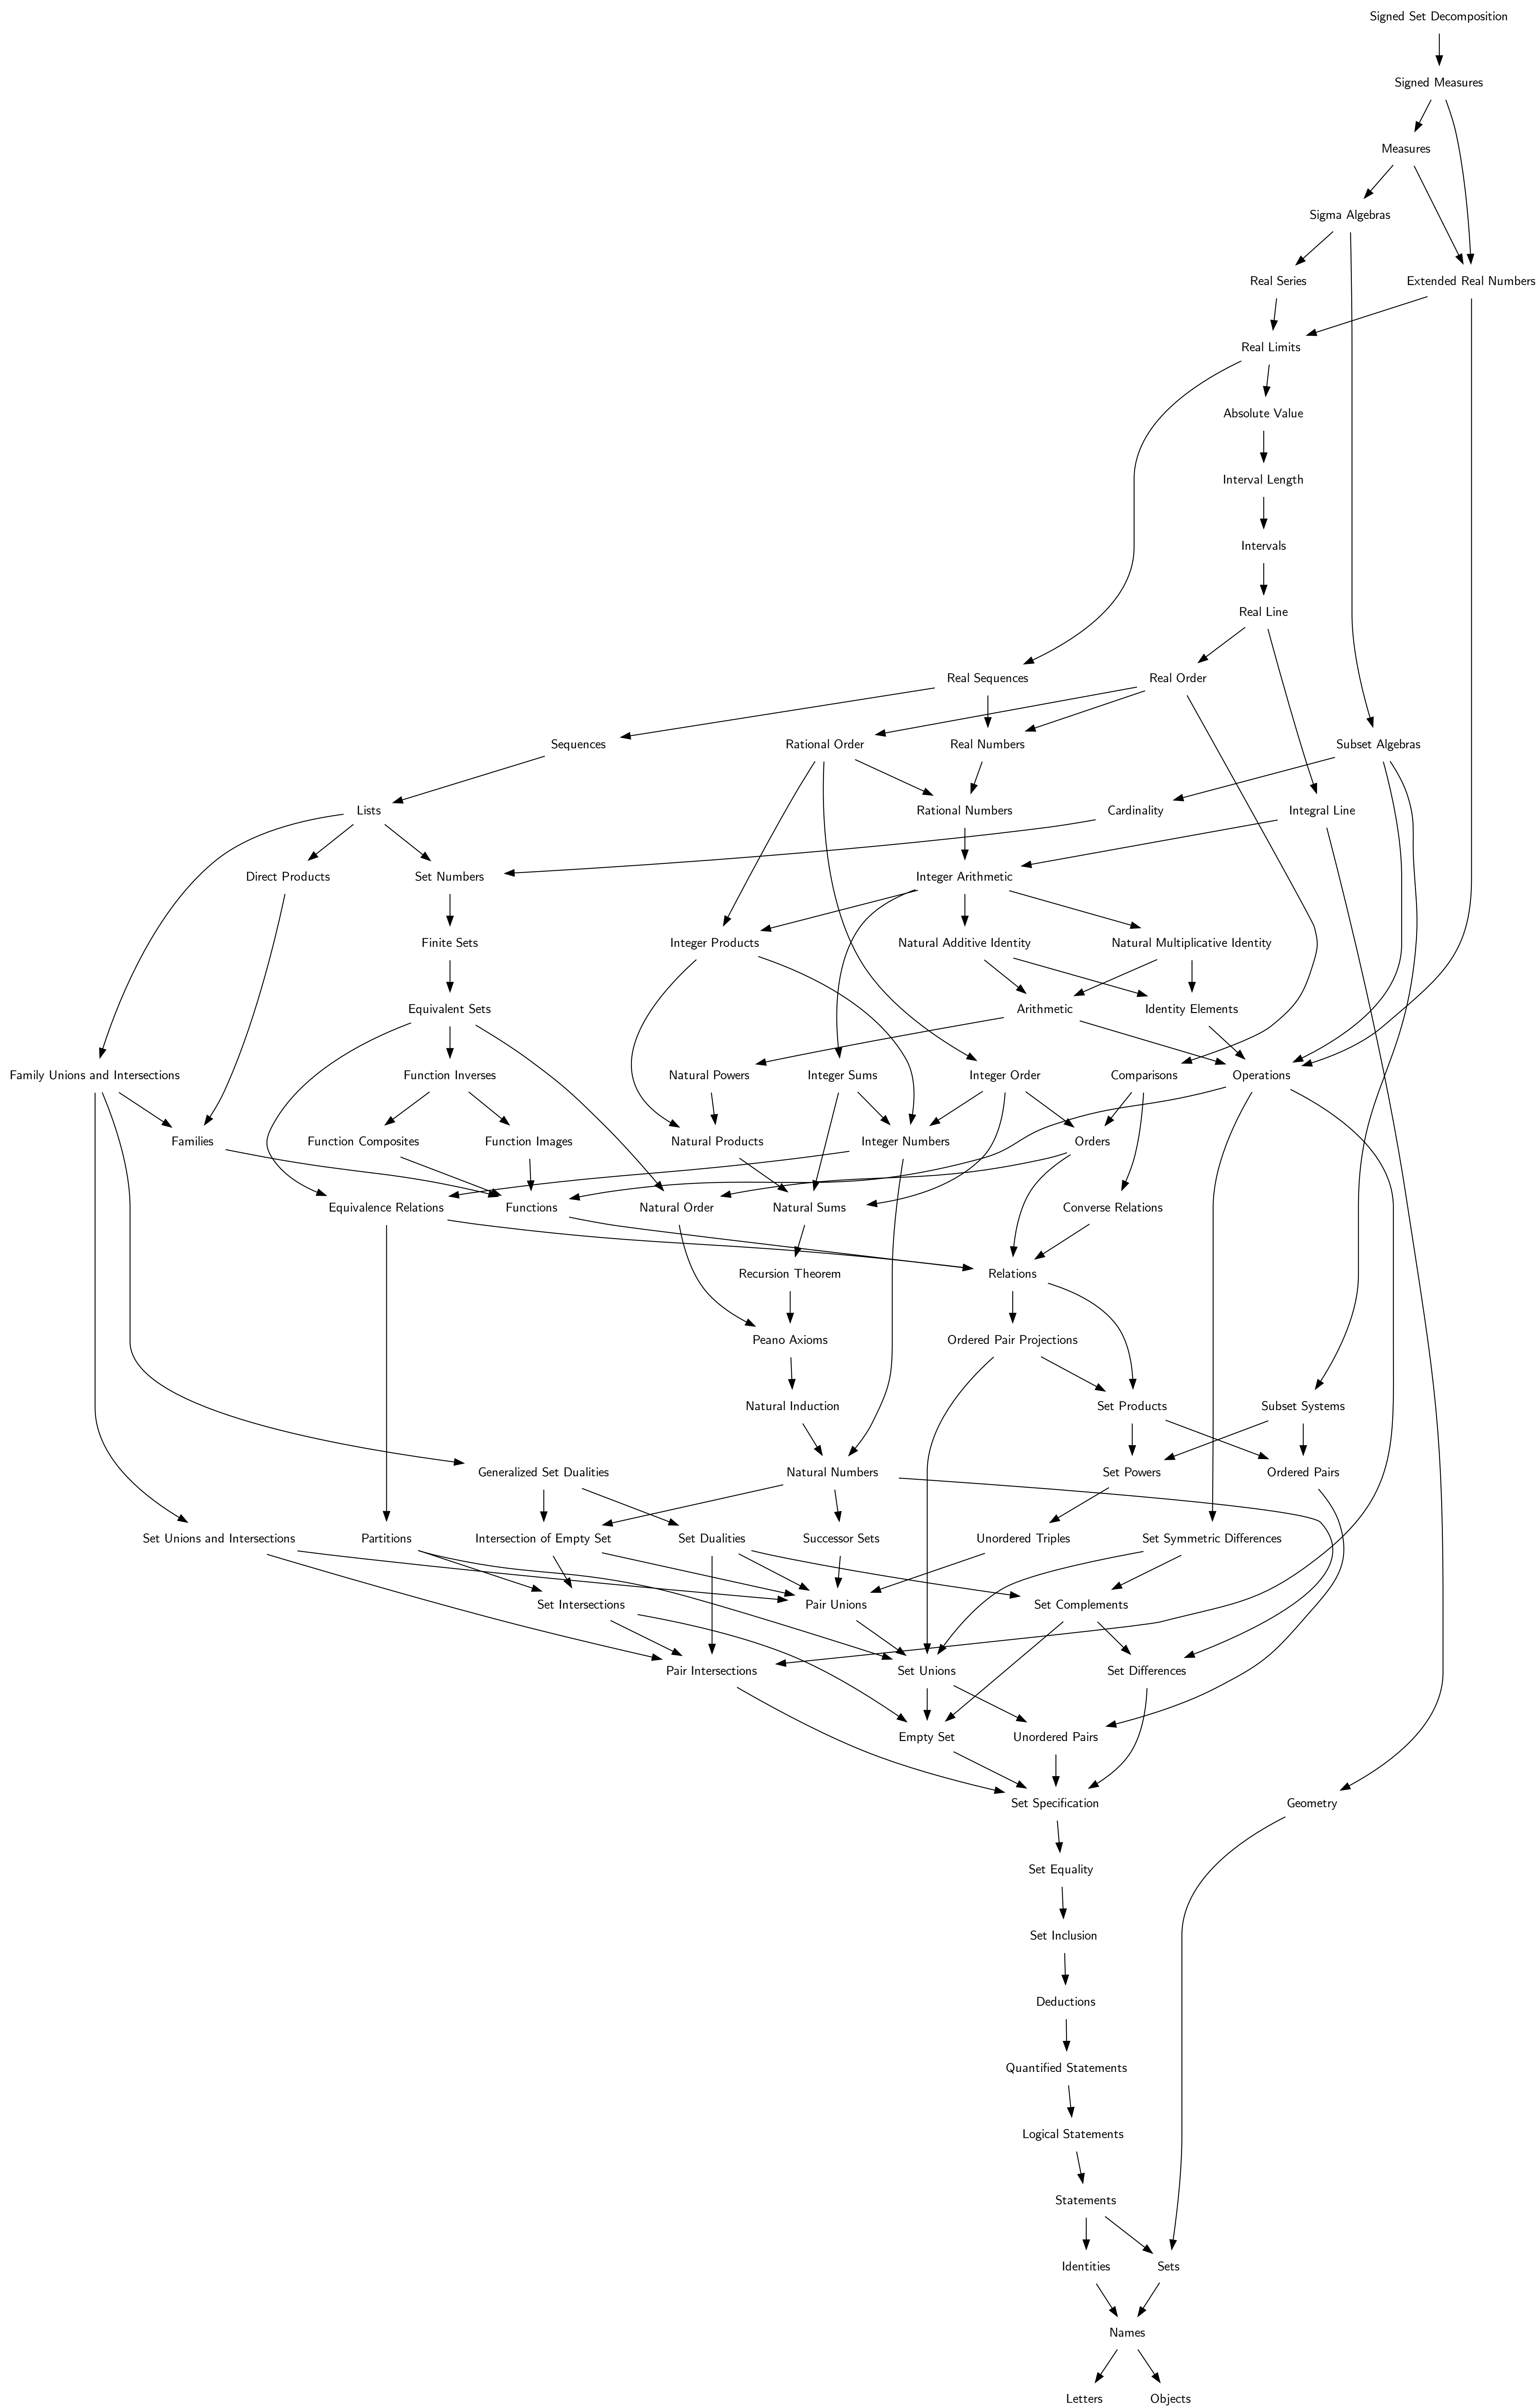 Signed Set Decomposition
Signed Measures
Measures
Sigma Algebras
Real Series
Extended Real Numbers
Real Limits
Absolute Value
Interval Length
Intervals
Real Line
Real Sequences
Real Order
Sequences
Rational Order
Real Numbers
Subset Algebras
Lists
Rational Numbers
Cardinality
Integral Line
Direct Products
Set Numbers
Integer Arithmetic
Finite Sets
Integer Products
Natural Additive Identity
Natural Multiplicative Identity
Equivalent Sets
Arithmetic
Identity Elements
Family Unions and Intersections
Function Inverses
Natural Powers
Integer Sums
Integer Order
Comparisons
Operations
Families
Function Composites
Function Images
Natural Products
Integer Numbers
Orders
Equivalence Relations
Functions
Natural Order
Natural Sums
Converse Relations
Recursion Theorem
Relations
Peano Axioms
Ordered Pair Projections
Natural Induction
Set Products
Subset Systems
Generalized Set Dualities
Natural Numbers
Set Powers
Ordered Pairs
Set Unions and Intersections
Partitions
Intersection of Empty Set
Set Dualities
Successor Sets
Unordered Triples
Set Symmetric Differences
Set Intersections
Pair Unions
Set Complements
Pair Intersections
Set Unions
Set Differences
Empty Set
Unordered Pairs
Set Specification
Geometry
Set Equality
Set Inclusion
Deductions
Quantified Statements
Logical Statements
Statements
Identities
Sets
Names
Letters
Objects